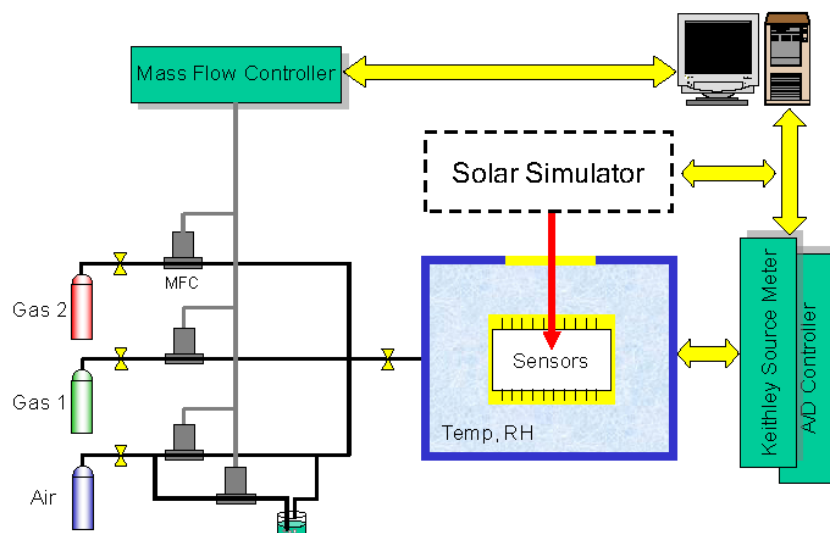 Mass Flow Controller
Solar Simulator
MFC
Gas 2
Sensors
Gas 1
Temp, RH
Air
Keithley Source Meter
A/D Controller